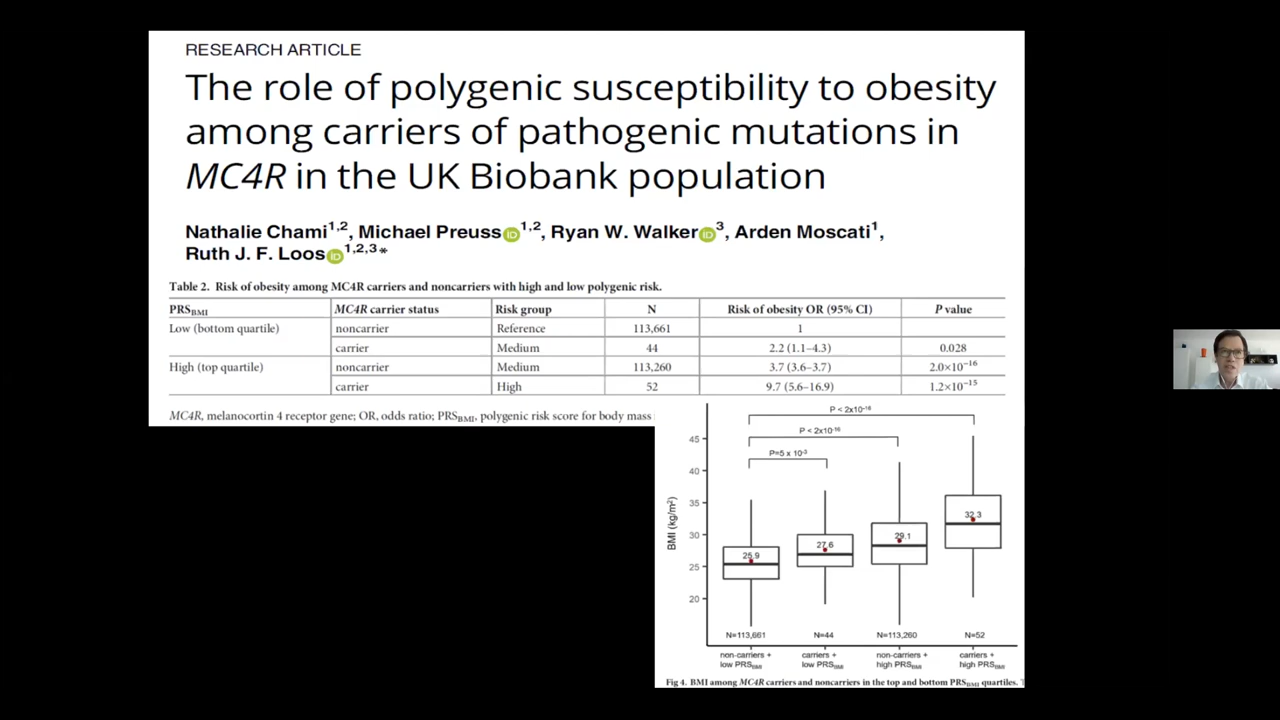 RESEARCH ARTICLE
The role of polygenic susceptibility to obesity
among carriers of pathogenic mutations in
MC4R in the UK Biobank population
Nathalie Chami1,2, Michael Preuss iD 1,2, Ryan W. Walker iD 3, Arden Moscati1,
Ruth J. F. Loos iD 1,2,3*
Table 2. Risk of obesity among MC4R carriers and noncarriers with high and low polygenic risk.
PRSBMI MC4R carrier status Risk group N Risk of obesity OR (95% CI) P value
Low (bottom quartile) noncarrier Reference 113,661 1
carrier Medium 44 2.2 (1.1–4.3) 0.028
High (top quartile) noncarrier Medium 113,260 3.7 (3.6–3.7) 2.0×10−16
carrier High 52 9.7 (5.6–16.9) 1.2×10−15
MC4R, melanocortin 4 receptor gene; OR, odds ratio; PRSBMI, polygenic risk score for body mass
P < 2x10-16
P < 2x10-16
P=5 x 10-3
BMI (kg/m2)
45
40
35
30
25
20
25.9
27.6
29.1
32.3
N=113,661 N=44 N=113,260 N=52
non-carriers + carriers + non-carriers + carriers +
low PRSBMI low PRSBMI high PRSBMI high PRSBMI
Fig 4. BMI among MC4R carriers and noncarriers in the top and bottom PRSBMI quartiles.